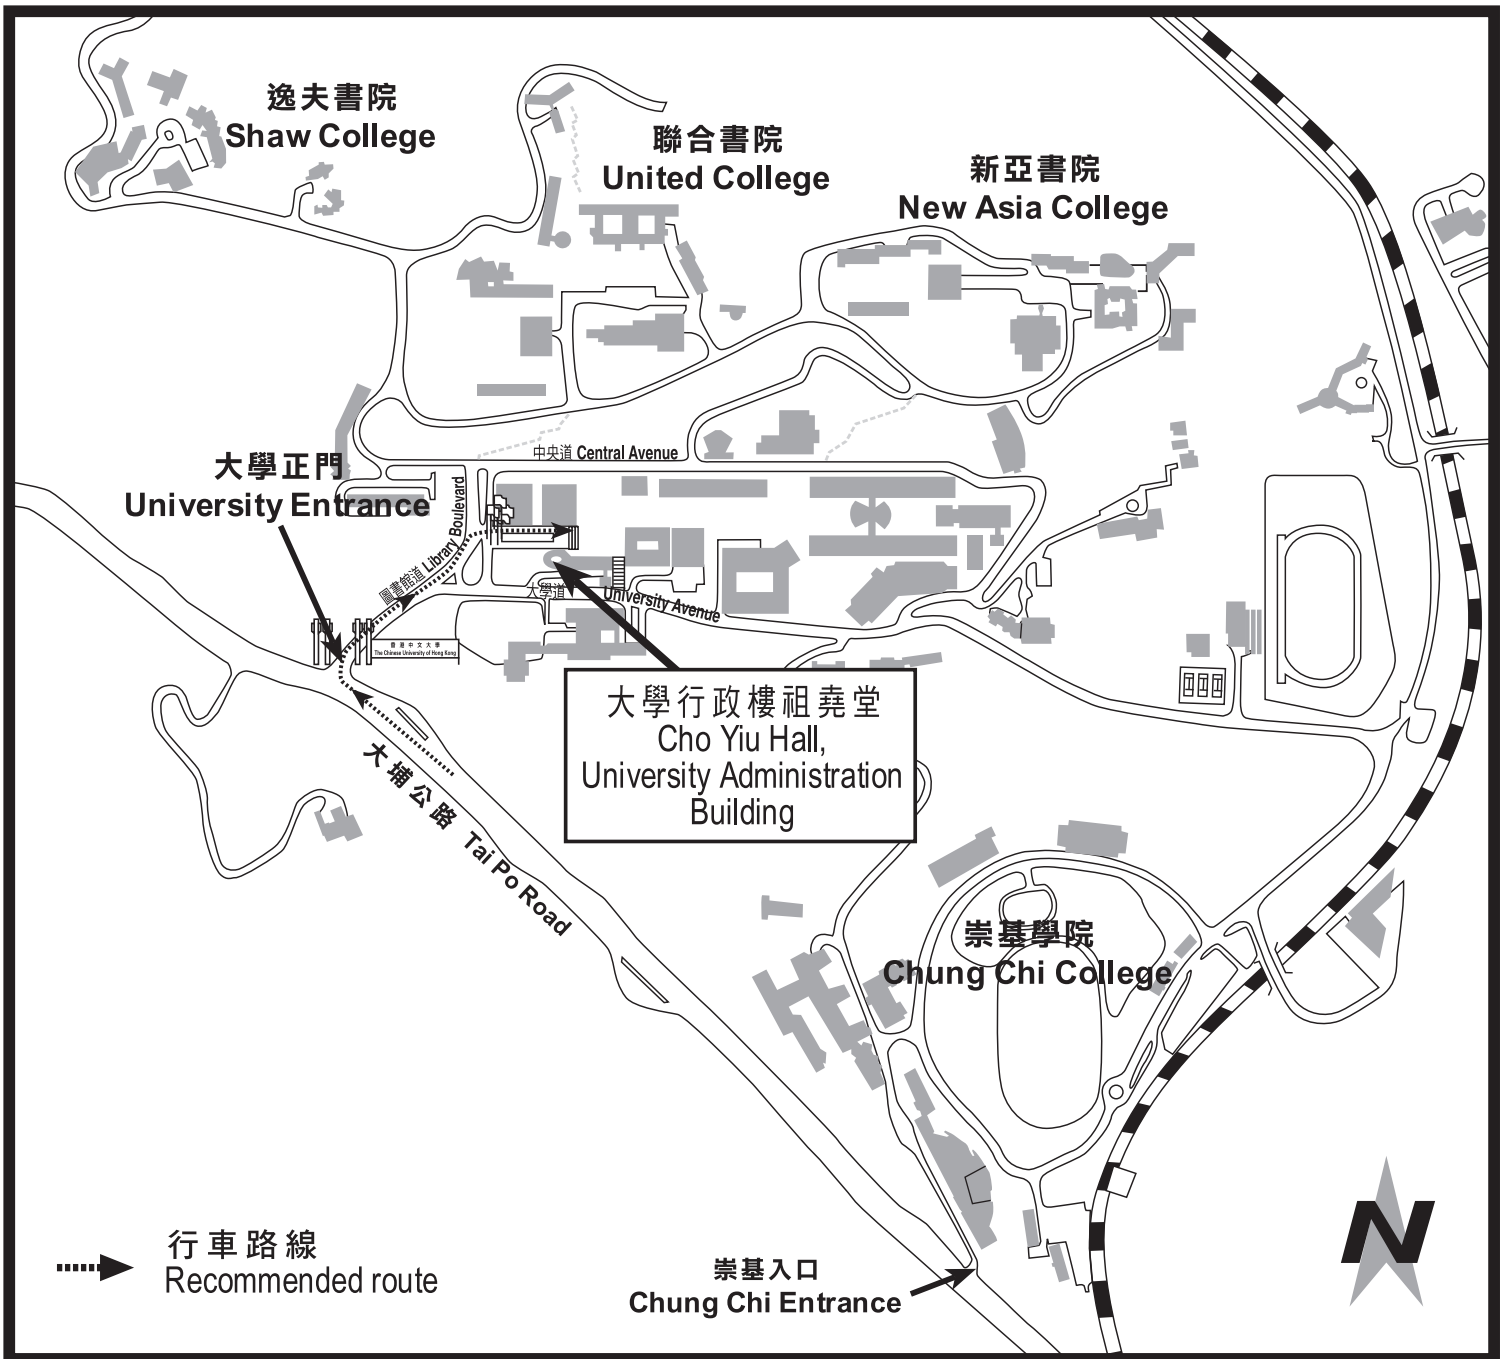 逸夫書院
Shaw College
聯合書院
United College
新亞書院
New Asia College
中央道 Central Avenue
大學正門
University Entrance
圖書館道 Library Boulevard
大學道 University Avenue
香港中文大學
The Chinese University of Hong Kong
大學行政樓祖堯堂
Cho Yiu Hall,
University Administration
Building
大埔公路 Tai Po Road
崇基學院
Chung Chi College
行車路線
Recommended route
崇基入口
Chung Chi Entrance
N